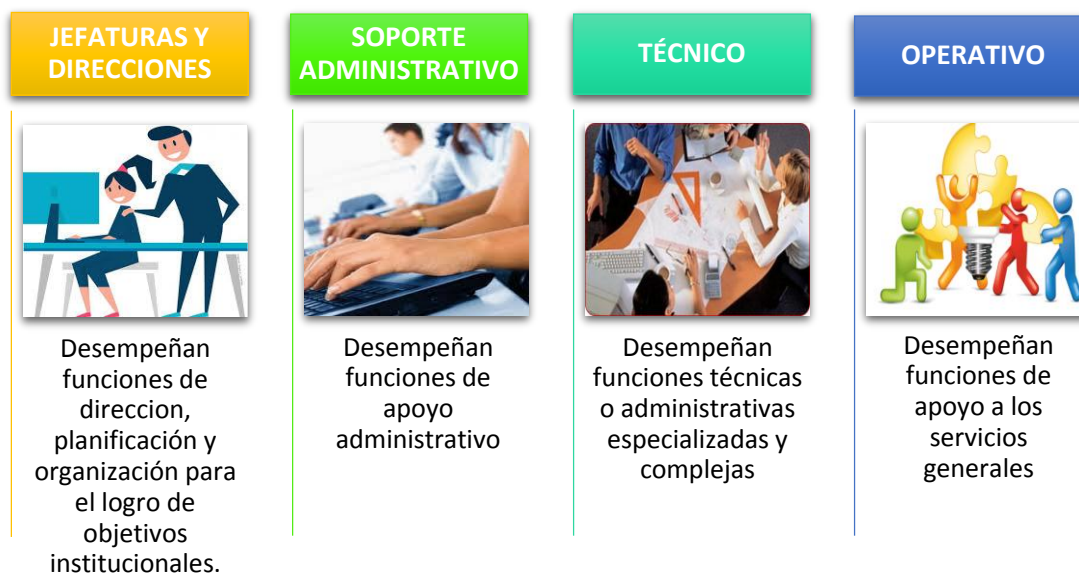 JEFATURAS Y
DIRECCIONES
Desempeñan
funciones de
direccion,
planificación y
organización para
el logro de
objetivos
institucionales.
SOPORTE
ADMINISTRATIVO
Desempeñan
funciones de
apoyo
administrativo
TÉCNICO
Desempeñan
funciones técnicas
o administrativas
especializadas y
complejas
OPERATIVO
Desempeñan
funciones de
apoyo a los
servicios
generales